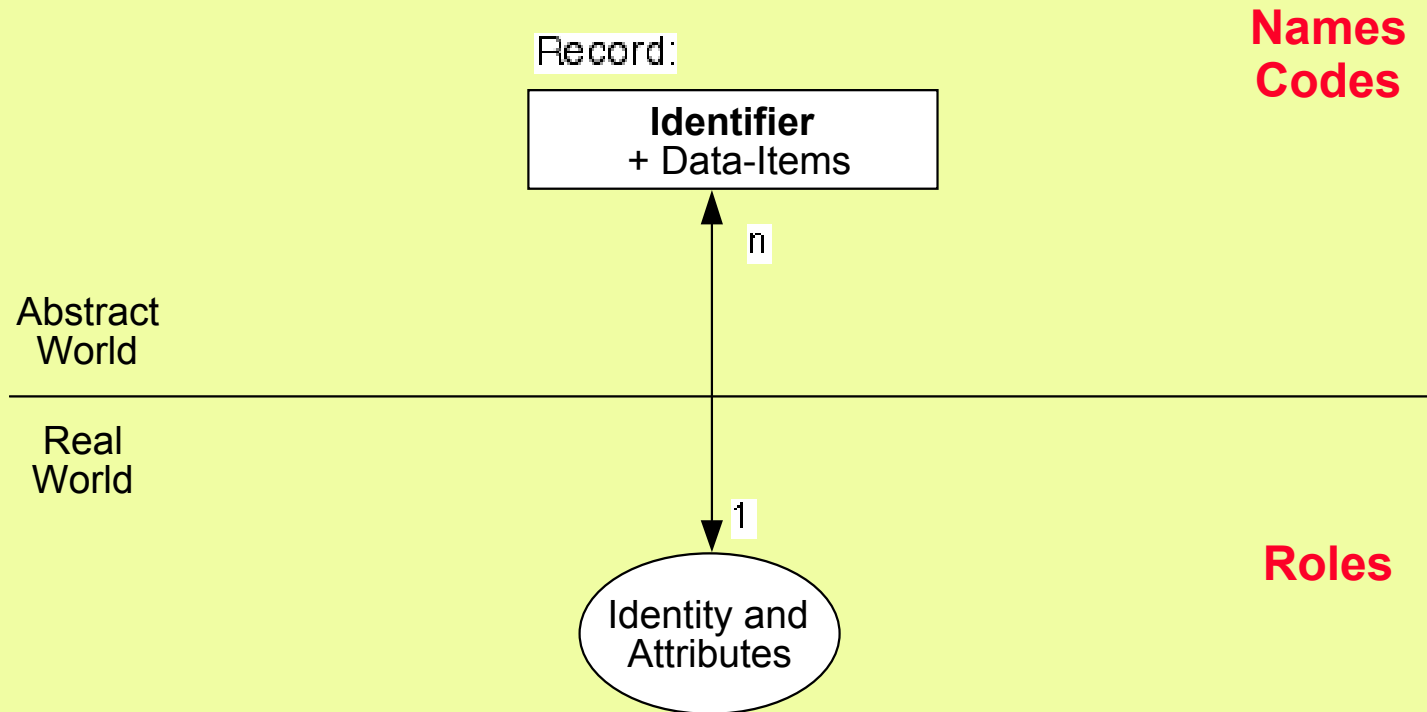 Names
Codes
Record:
Identifier
+ Data-Items
n
Abstract
World
Real
World
1
Roles
Identity and
Attributes